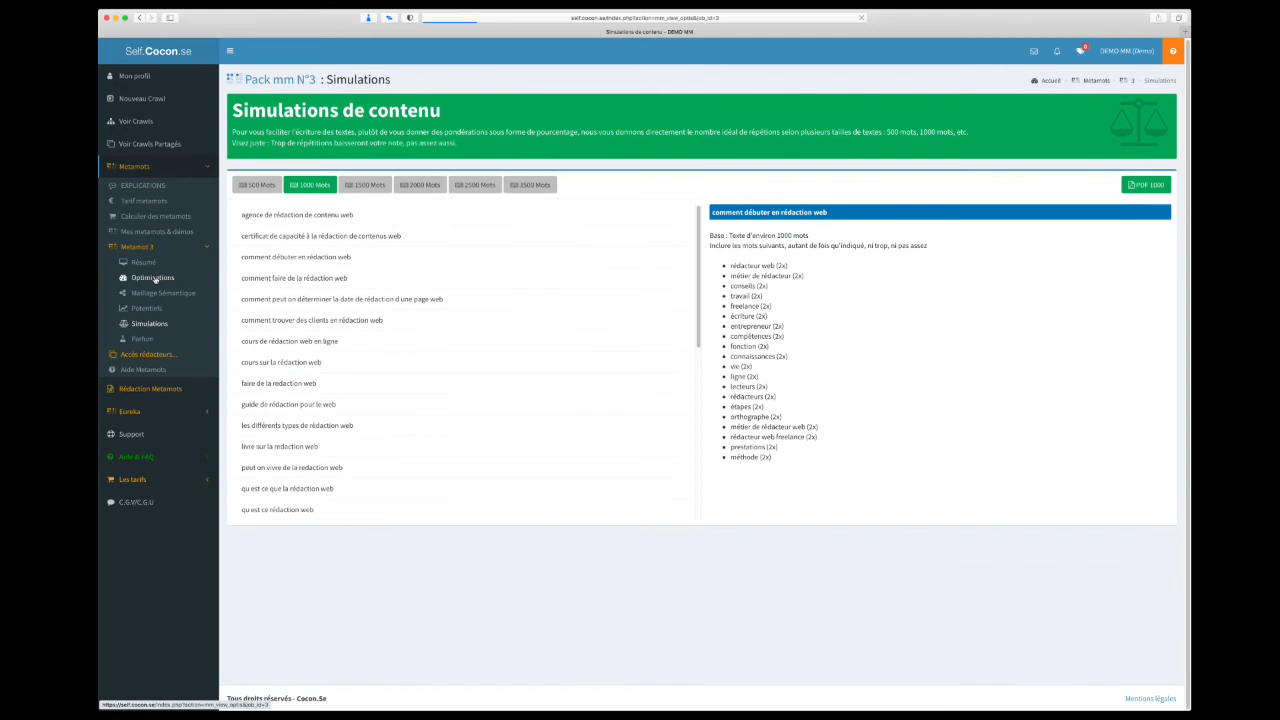 self.cocon.se/index.php?action=mm_view_optis&job_id=3
Simulations de contenu – DEMO MM
Self.Cocon.se
0
DEMO MM (Demo)
Mon profil
Nouveau Crawl
Voir Crawls
Voir Crawls Partagés
Metamots
EXPLICATIONS
Tarif metamots
Calculer des metamots
Mes metamots & démos
Metamot 3
Résumé
Optimisations
Maillage Sémantique
Potentiels
Simulations
Parfum
Accès rédacteurs...
Aide Metamots
Rédaction Metamots
Eureka
Support
Aide & FAQ
Les tarifs
C.G.V/C.G.U
Pack mm N°3 : Simulations
Accueil
Metamots
3
Simulations
Simulations de contenu
Pour vous faciliter l'écriture des textes, plutôt de vous donner des pondérations sous forme de pourcentage, nous vous donnons directement le nombre idéal de répétions selon plusieurs tailles de textes : 500 mots, 1000 mots, etc.
Visez juste : Trop de répétitions baisseront votre note, pas assez aussi.
500 Mots
1000 Mots
1500 Mots
2000 Mots
2500 Mots
3500 Mots
PDF 1000
agence de rédaction de contenu web
certificat de capacité à la rédaction de contenus web
comment débuter en rédaction web
comment faire de la rédaction web
comment peut on déterminer la date de rédaction d une page web
comment trouver des clients en rédaction web
cours de rédaction web en ligne
cours sur la rédaction web
faire de la redaction web
guide de rédaction pour le web
les différents types de rédaction web
livre sur la redaction web
peut on vivre de la redaction web
qu est ce que la rédaction web
qu est ce rédaction web
comment débuter en rédaction web
Base : Texte d'environ 1000 mots
Inclure les mots suivants, autant de fois qu'indiqué, ni trop, ni pas assez
rédacteur web (2x)
métier de rédacteur (2x)
conseils (2x)
travail (2x)
freelance (2x)
écriture (2x)
entrepreneur (2x)
compétences (2x)
fonction (2x)
connaissances (2x)
vie (2x)
ligne (2x)
lecteurs (2x)
rédacteurs (2x)
étapes (2x)
orthographe (2x)
métier de rédacteur web (2x)
rédacteur web freelance (2x)
prestations (2x)
méthode (2x)
Tous droits réservés - Cocon.Se
Mentions légales
https://self.cocon.se/index.php?action=mm_view_optis&job_id=3